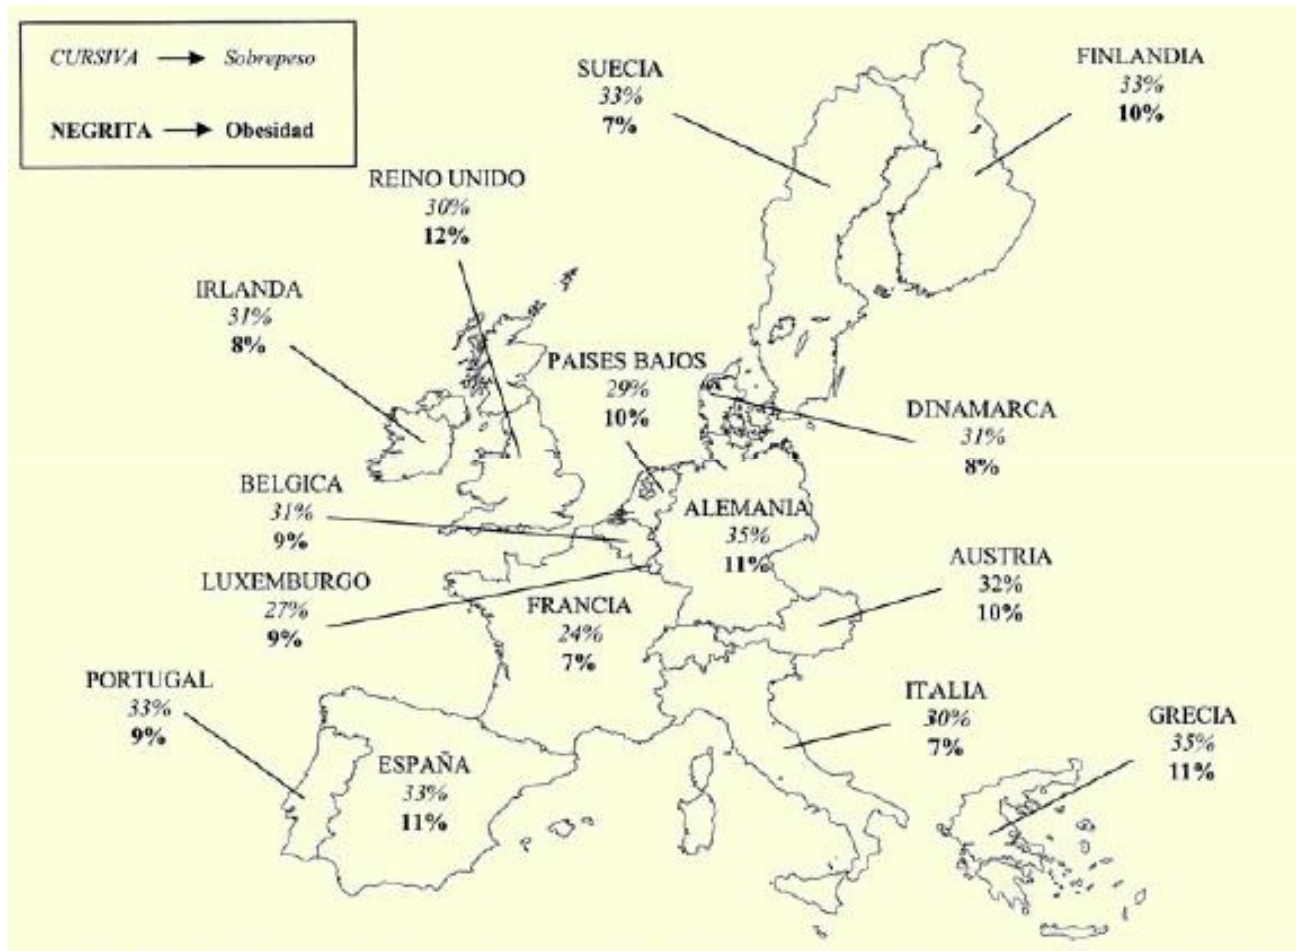 CURSIVA → Sobrepeso
NEGRITA → Obesidad
SUECIA
33%
7%
FINLANDIA
33%
10%
REINO UNIDO
30%
12%
IRLANDA
31%
8%
PAISES BAJOS
29%
10%
DINAMARCA
31%
8%
BELGICA
31%
9%
ALEMANIA
35%
11%
AUSTRIA
32%
10%
LUXEMBURGO
27%
9%
FRANCIA
24%
7%
PORTUGAL
33%
9%
ITALIA
30%
7%
GRECIA
35%
11%
ESPAÑA
33%
11%